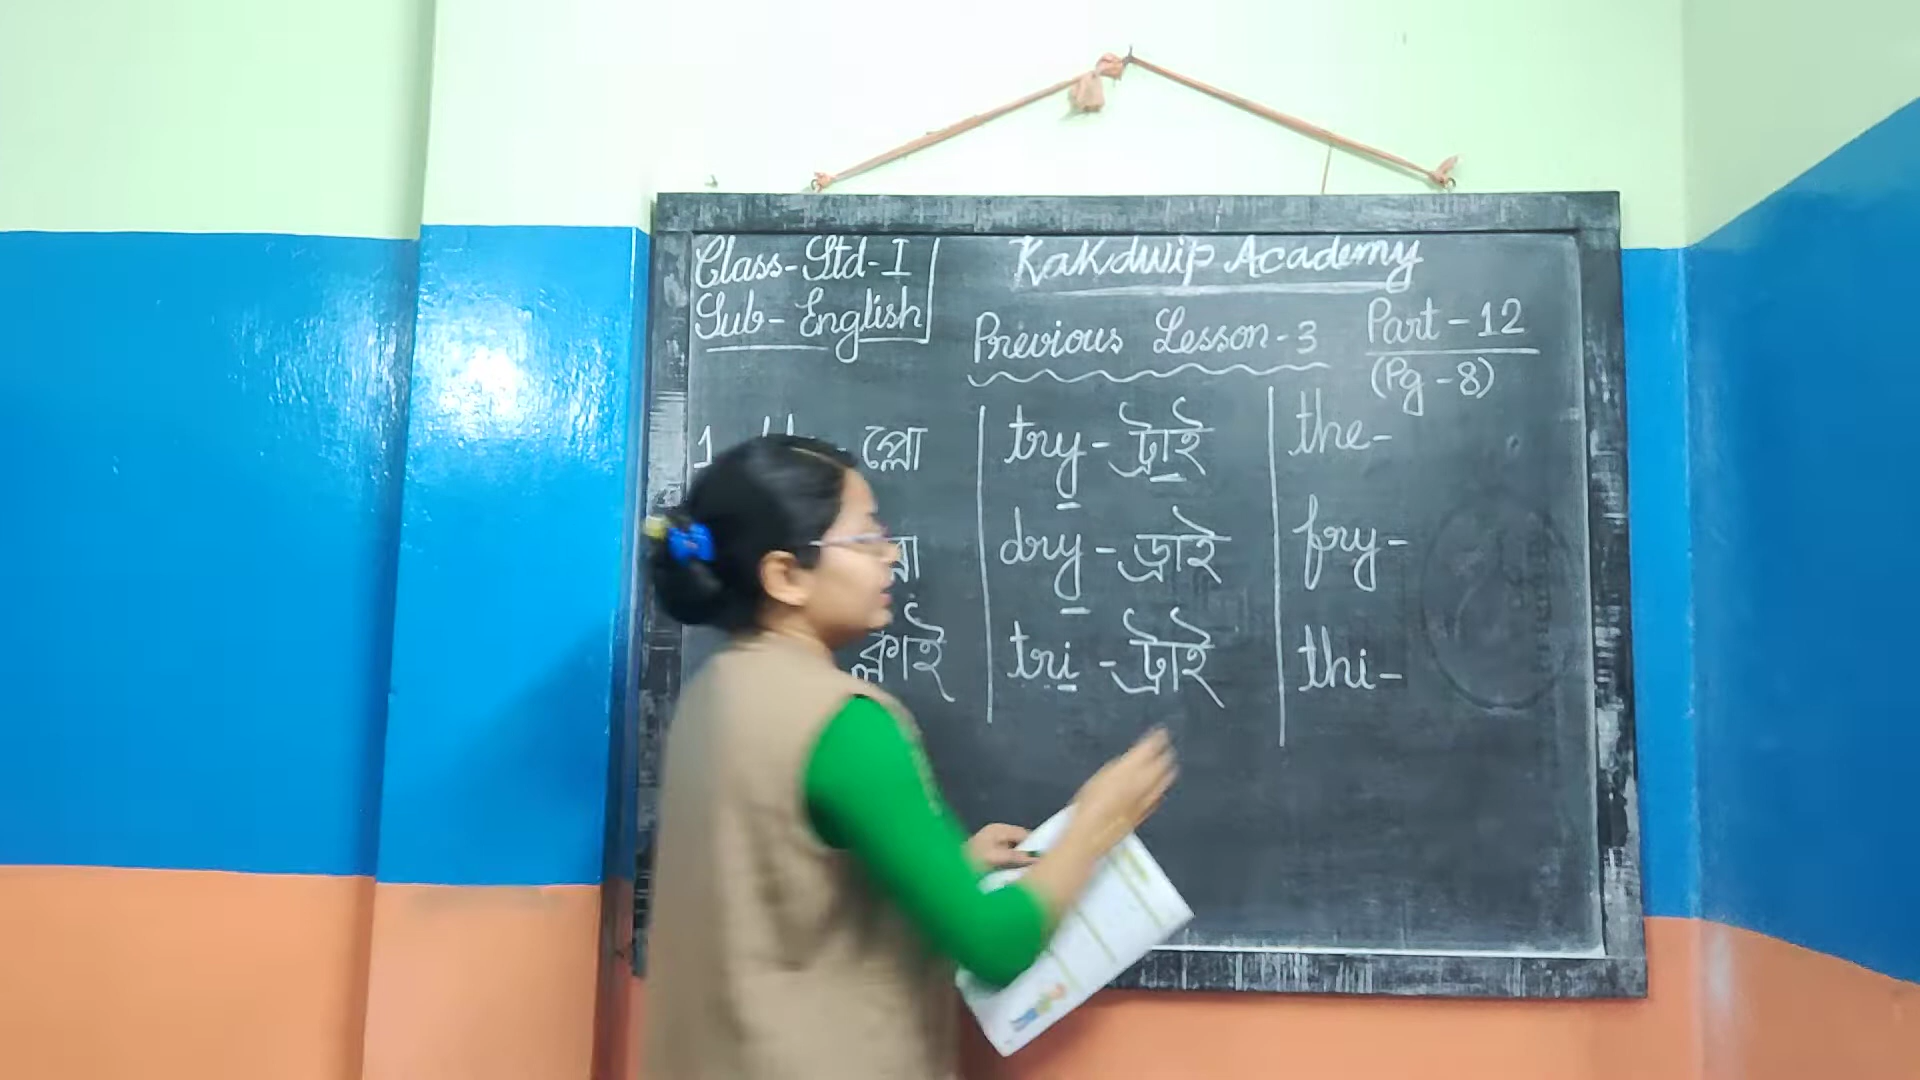 Class-Std-I
Sub-English
KaKdwip Academy
Previous Lesson-3
Part-12
(Pg-8)
1 - প্লো
try-ট্রাই
dry-ড্রাই
tri-ট্রাই
the-
fry-
thi-